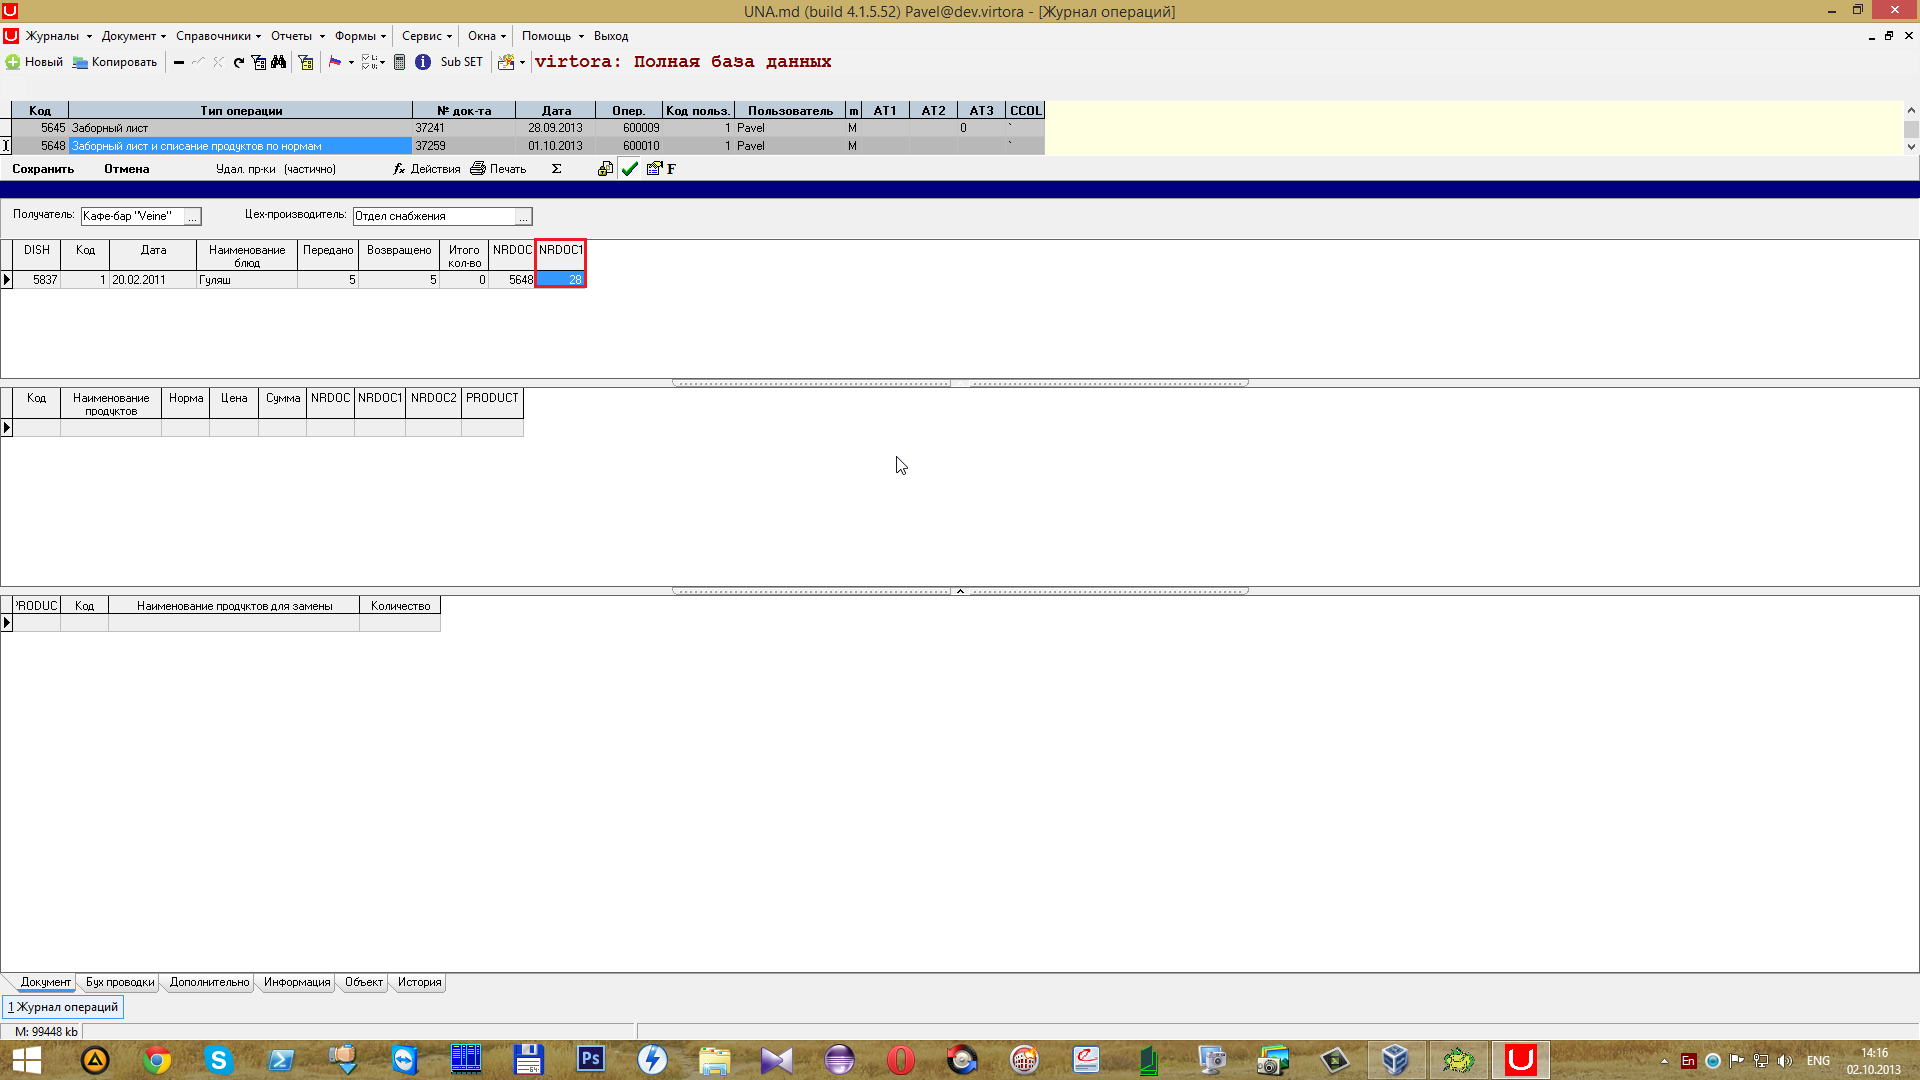 UNA.md (build 4.1.5.52) Pavel@dev.virtora - [Журнал операций]
Журналы Документ Справочники Отчеты Формы Сервис Окна Помощь Выход
Новый Копировать Sub SET virtora: Полная база данных
Код Тип операции № док-та Дата Опер. Код польз. Пользователь m AT1 AT2 AT3 CCOL
5645 Заборный лист 37241 28.09.2013 600009 1 Pavel M 0 `
5648 Заборный лист и списание продуктов по нормам 37259 01.10.2013 600010 1 Pavel M `
Сохранить Отмена Удал. пр-ки (частично) fx Действия Печать Σ F
Получатель: Кафе-бар "Veine" ... Цех-производитель: Отдел снабжения ...
DISH Код Дата Наименование блюд Передано Возвращено Итого кол-во NRDOC NRDOC1
5837 1 20.02.2011 Гуляш 5 5 0 5648 28
Код Наименование продуктов Норма Цена Сумма NRDOC NRDOC1 NRDOC2 PRODUCT
RODUC Код Наименование продуктов для замены Количество
Документ Бух проводки Дополнительно Информация Объект История
1 Журнал операций
M: 99448 kb
64 Ps En ENG 14:16
02.10.2013